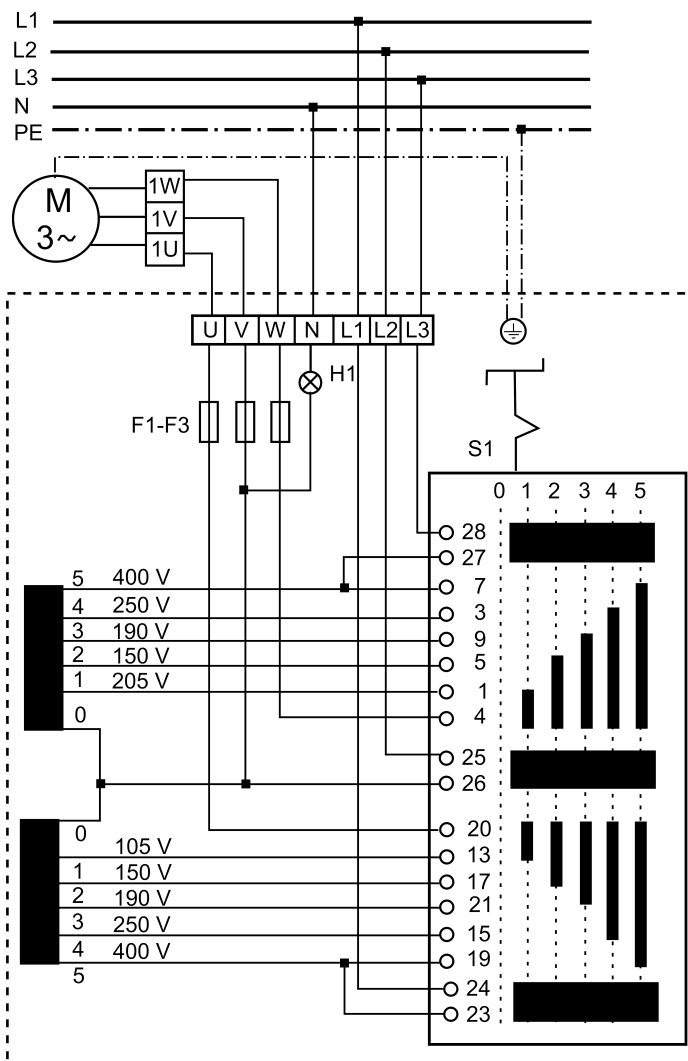 L1
L2
L3
N
PE
M
3~
1W
1V
1U
U V W N L1 L2 L3
H1
F1-F3
S1
0 1 2 3 4 5
28
27
5 400 V 7
4 250 V 3
3 190 V 9
2 150 V 5
1 205 V 1
0 4
25
26
0 20
105 V 13
1 150 V 17
2 190 V 21
3 250 V 15
4 400 V 19
5
24
23